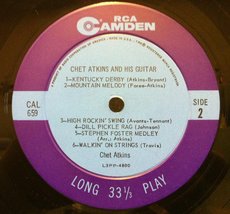 RCA
CAMDEN
CHET ATKINS AND HIS GUITAR
1—KENTUCKY DERBY (Atkins-Bryant)
2—MOUNTAIN MELODY (Pacea-Atkins)
CAL
659
SIDE
2
3—HIGH ROCKIN' SWING (Avants-Tennent)
4—DILL PICKLE RAG (Johnson)
5—STEPHEN FOSTER MEDLEY
(Arr.: Atkins)
6—WALKIN' ON STRINGS (Travis)
Chet Atkins
L3PP-4800
LONG 33⅓ PLAY